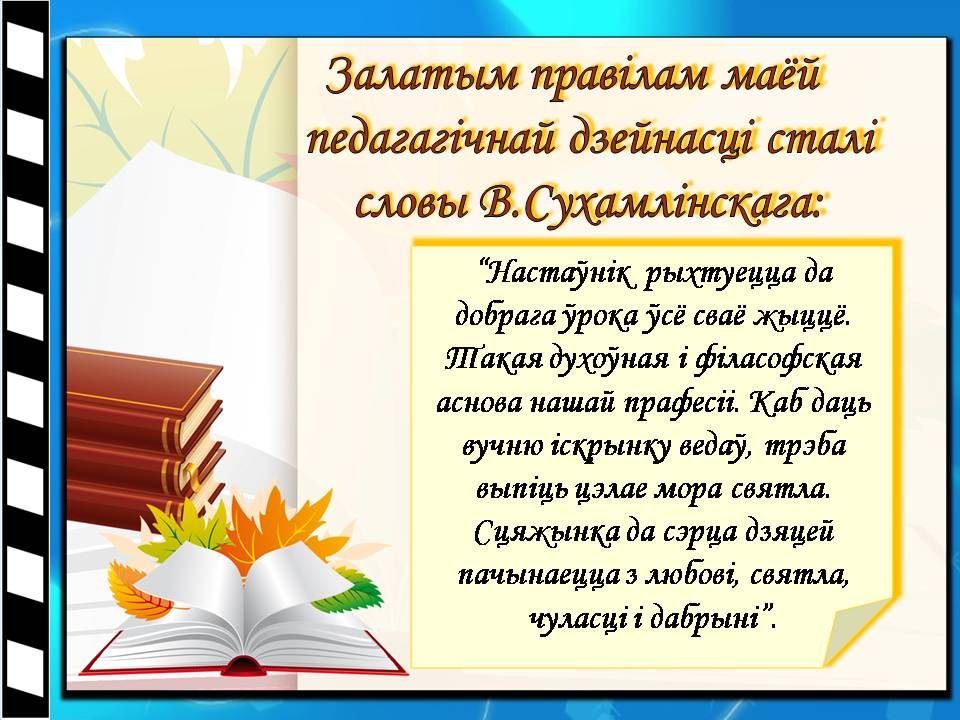 Залатым правілам маёй
педагагічнай дзейнасці сталі
словы В.Сухамлінскага:
“Настаўнік рыхтуецца да
добрага ўрока ўсё сваё жыццё.
Такая духоўная і філасофская
аснова нашай прафесіі. Каб даць
вучню іскрынку ведаў, трэба
выпіць цэлае мора святла.
Сцяжынка да сэрца дзяцей
пачынаецца з любові, святла,
чуласці і дабрыні”.